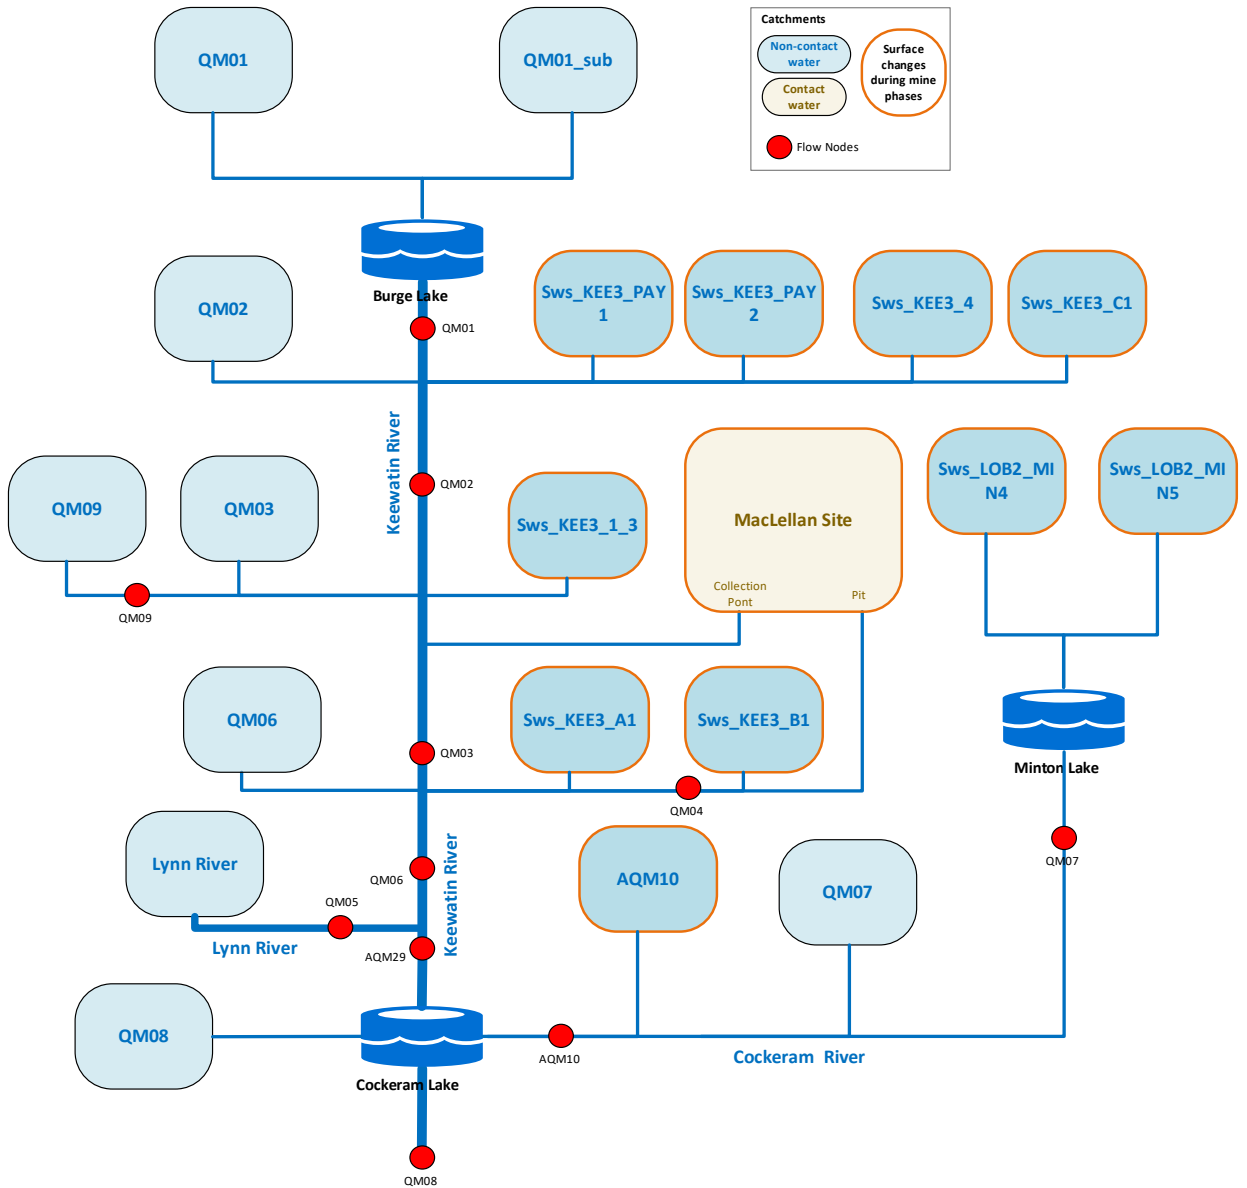 QM01
QM01_sub
Catchments
Non-contact
water
Contact
water
Surface
changes
during mine
phases
Flow Nodes
Burge Lake
QM01
QM02
Sws_KEE3_PAY
1
Sws_KEE3_PAY
2
Sws_KEE3_4
Sws_KEE3_C1
Keewatin River
QM02
QM09
QM03
QM09
Sws_KEE3_1_3
MacLellan Site
Collection
Pont
Pit
Sws_LOB2_MI
N4
Sws_LOB2_MI
N5
QM06
QM03
Sws_KEE3_A1
Sws_KEE3_B1
QM04
Minton Lake
QM07
Lynn River
QM06
QM05
Lynn River
AQM29
Keewatin River
AQM10
QM07
QM08
Cockeram Lake
AQM10
Cockeram River
QM08